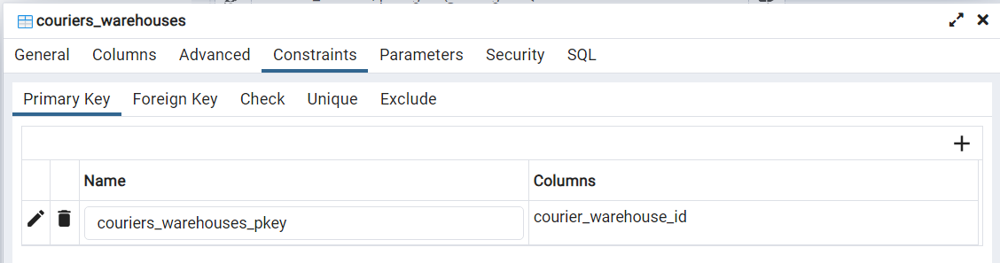 couriers_warehouses
General Columns Advanced Constraints Parameters Security SQL
Primary Key Foreign Key Check Unique Exclude
Name Columns
couriers_warehouses_pkey courier_warehouse_id